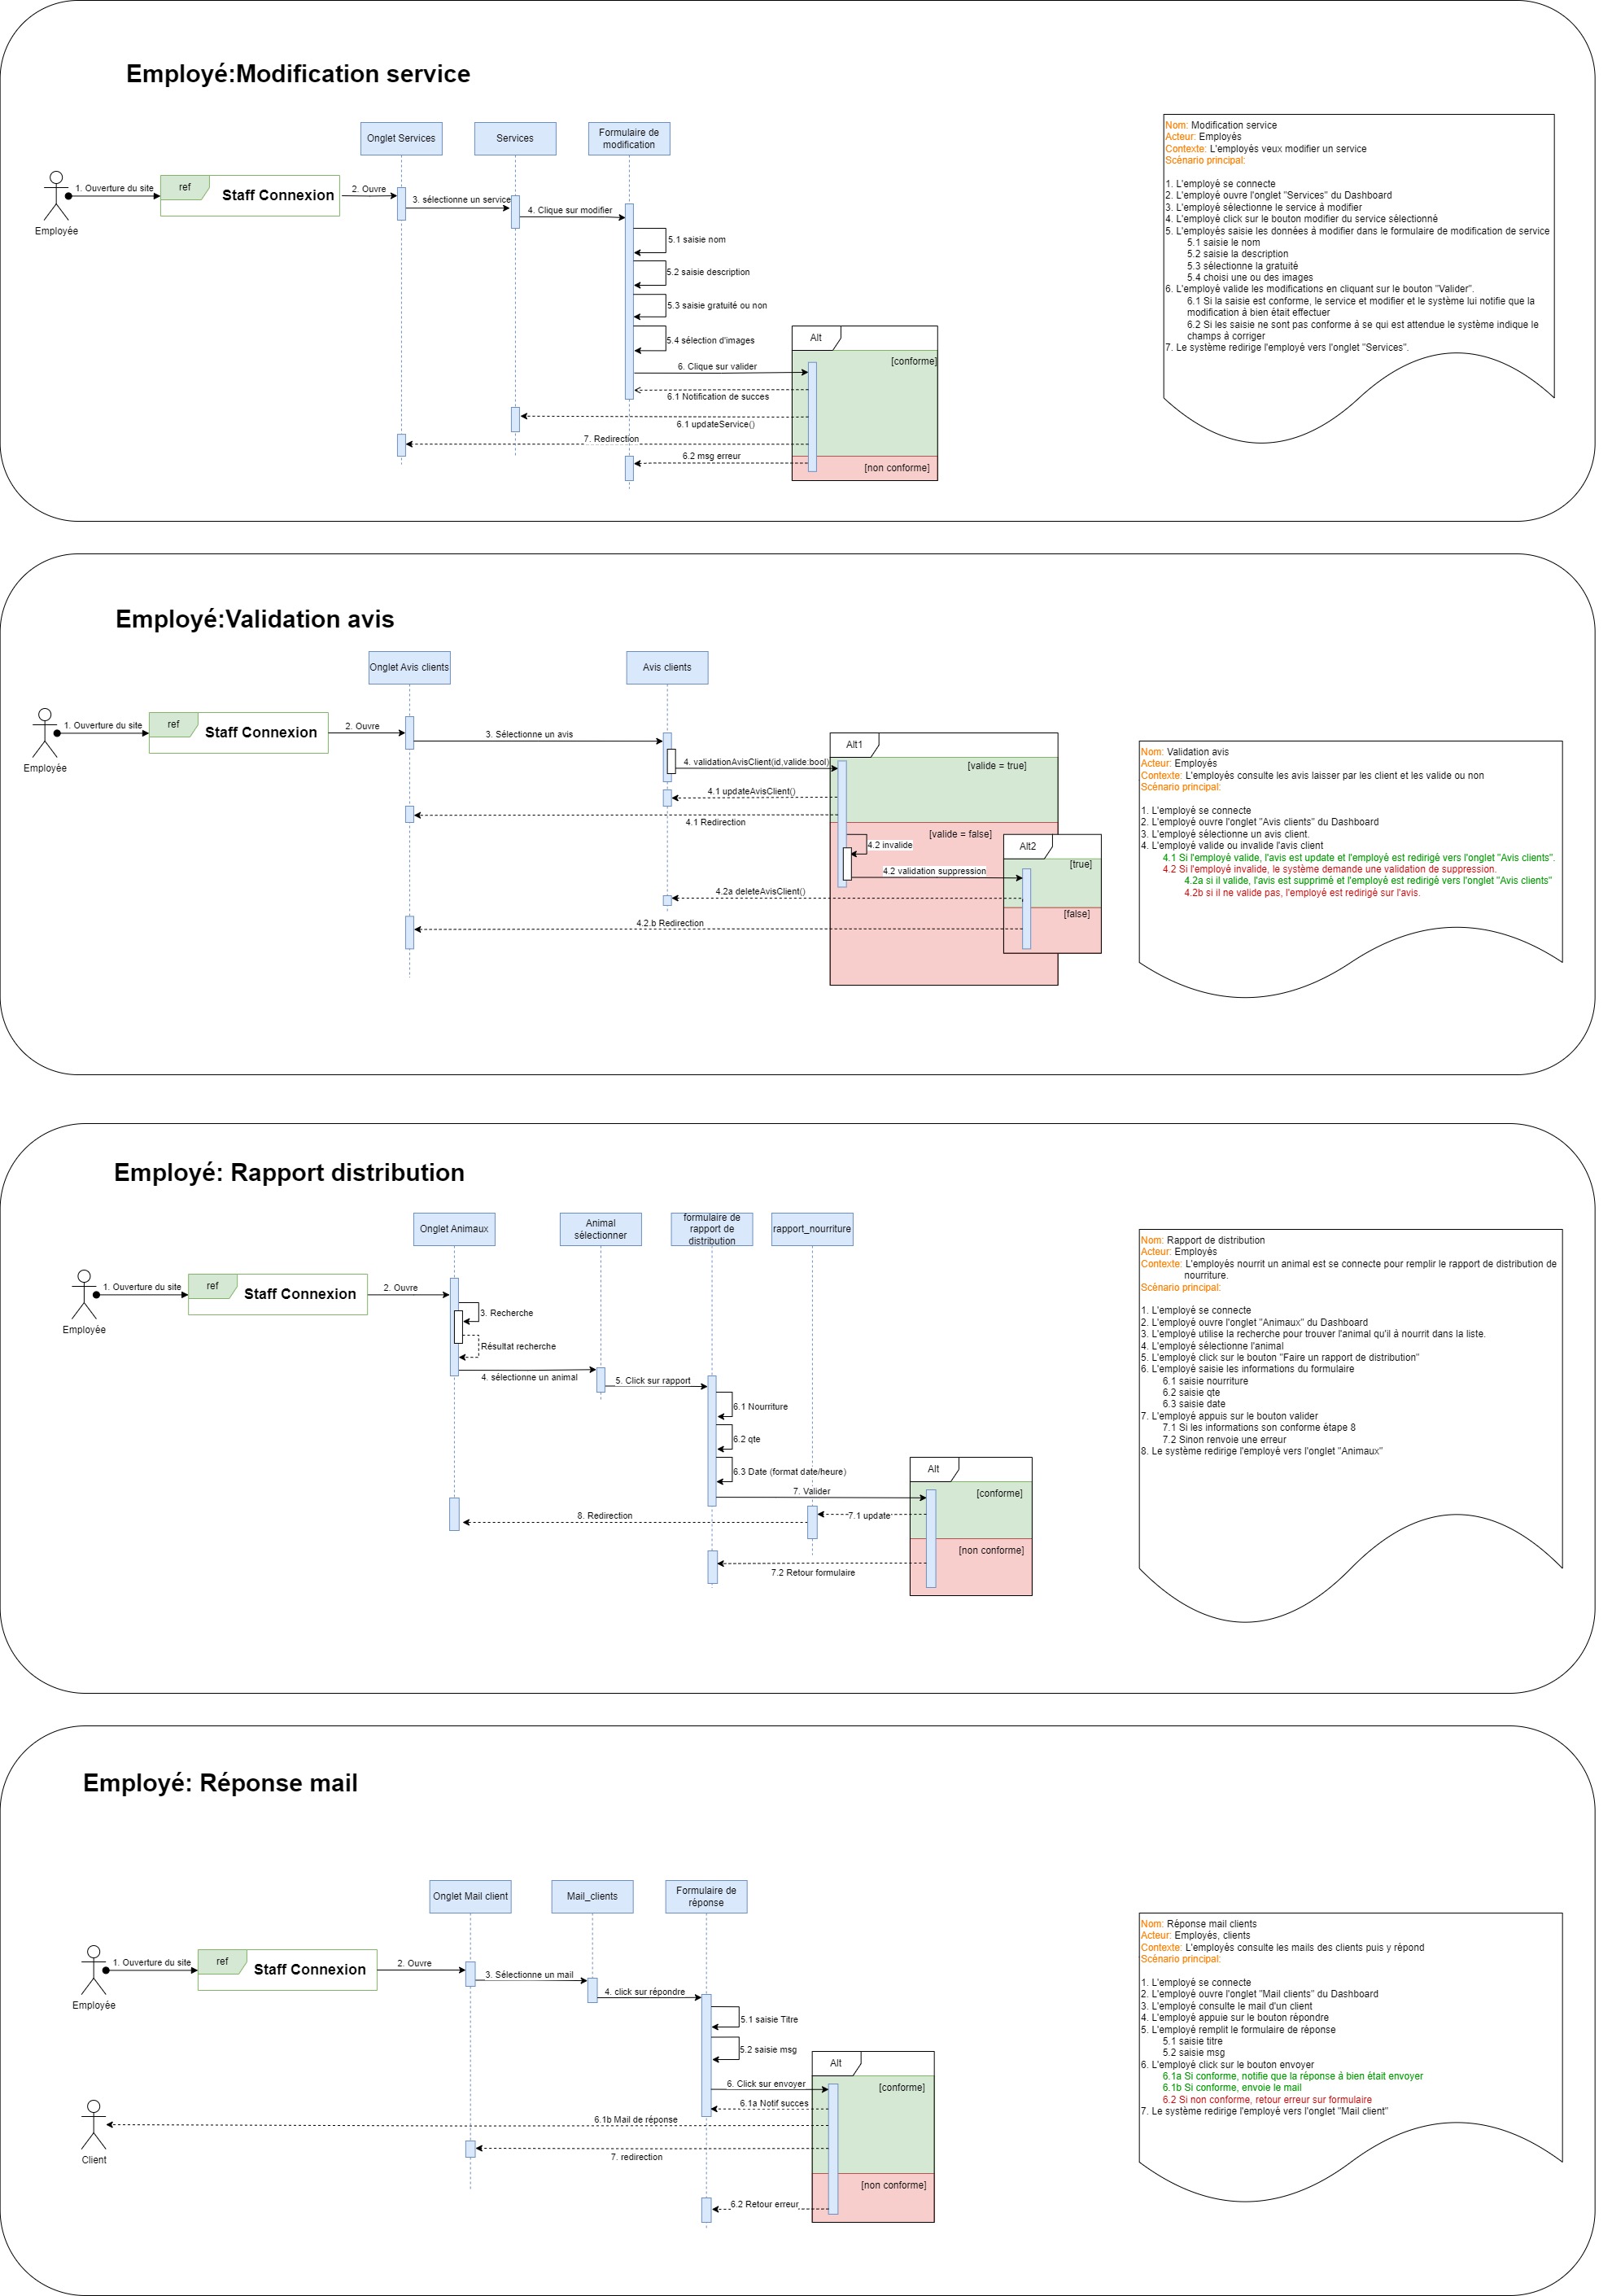 Employé:Modification service
Onglet Services
Services
Formulaire de
modification
Employée
1. Ouverture du site
ref
Staff Connexion
2. Ouvre
3. sélectionne un service
4. Clique sur modifier
5.1 saisie nom
5.2 saisie description
5.3 saisie gratuité ou non
5.4 sélection d'images
Alt
[conforme]
6. Clique sur valider
6.1 Notification de succes
6.1 updateService()
7. Redirection
6.2 msg erreur
[non conforme]
Nom: Modification service
Acteur: Employés
Contexte: L'employés veux modifier un service
Scénario principal:
1. L'employé se connecte
2. L'employé ouvre l'onglet "Services" du Dashboard
3. L'employé sélectionne le service à modifier
4. L'employé click sur le bouton modifier du service sélectionné
5. L'employés saisie les données à modifier dans le formulaire de modification de service
5.1 saisie le nom
5.2 saisie la description
5.3 sélectionne la gratuité
5.4 choisi une ou des images
6. L'employé valide les modifications en cliquant sur le bouton "Valider".
6.1 Si la saisie est conforme, le service et modifier et le système lui notifie que la
modification à bien était effectuer
6.2 Si les saisie ne sont pas conforme à se qui est attendue le système indique le
champs à corriger
7. Le système redirige l'employé vers l'onglet "Services".
Employé:Validation avis
Onglet Avis clients
Avis clients
Employée
1. Ouverture du site
ref
Staff Connexion
2. Ouvre
3. Sélectionne un avis
4. validationAvisClient(id,valide:bool)
Alt1
[valide = true]
4.1 updateAvisClient()
4.1 Redirection
[valide = false]
4.2 invalide
Alt2
[true]
4.2 validation suppression
4.2a deleteAvisClient()
[false]
4.2.b Redirection
Nom: Validation avis
Acteur: Employés
Contexte: L'employés consulte les avis laisser par les client et les valide ou non
Scénario principal:
1. L'employé se connecte
2. L'employé ouvre l'onglet "Avis clients" du Dashboard
3. L'employé sélectionne un avis client.
4. L'employé valide ou invalide l'avis client
4.1 Si l'employé valide, l'avis est update et l'employé est redirigé vers l'onglet "Avis clients".
4.2 Si l'employé invalide, le système demande une validation de suppression.
4.2a si il valide, l'avis est supprimé et l'employé est redirigé vers l'onglet "Avis clients"
4.2b si il ne valide pas, l'employé est redirigé sur l'avis.
Employé: Rapport distribution
Onglet Animaux
Animal
sélectionner
formulaire de
rapport de
distribution
rapport_nourriture
Employée
1. Ouverture du site
ref
Staff Connexion
2. Ouvre
3. Recherche
Résultat recherche
4. sélectionne un animal
5. Click sur rapport
6.1 Nourriture
6.2 qte
6.3 Date (format date/heure)
Alt
[conforme]
7. Valider
7.1 update
8. Redirection
[non conforme]
7.2 Retour formulaire
Nom: Rapport de distribution
Acteur: Employés
Contexte: L'employés nourrit un animal est se connecte pour remplir le rapport de distribution de
nourriture.
Scénario principal:
1. L'employé se connecte
2. L'employé ouvre l'onglet "Animaux" du Dashboard
3. L'employé utilise la recherche pour trouver l'animal qu'il à nourrit dans la liste.
4. L'employé sélectionne l'animal
5. L'employé click sur le bouton "Faire un rapport de distribution"
6. L'employé saisie les informations du formulaire
6.1 saisie nourriture
6.2 saisie qte
6.3 saisie date
7. L'employé appuis sur le bouton valider
7.1 Si les informations son conforme étape 8
7.2 Sinon renvoie une erreur
8. Le système redirige l'employé vers l'onglet "Animaux"
Employé: Réponse mail
Onglet Mail client
Mail_clients
Formulaire de
réponse
Employée
1. Ouverture du site
ref
Staff Connexion
2. Ouvre
3. Sélectionne un mail
4. click sur répondre
5.1 saisie Titre
5.2 saisie msg
Alt
[conforme]
6. Click sur envoyer
6.1a Notif succes
6.1b Mail de réponse
Client
7. redirection
[non conforme]
6.2 Retour erreur
Nom: Réponse mail clients
Acteur: Employés, clients
Contexte: L'employés consulte les mails des clients puis y répond
Scénario principal:
1. L'employé se connecte
2. L'employé ouvre l'onglet "Mail clients" du Dashboard
3. L'employé consulte le mail d'un client
4. L'employé appuie sur le bouton répondre
5. L'employé remplit le formulaire de réponse
5.1 saisie titre
5.2 saisie msg
6. L'employé click sur le bouton envoyer
6.1a Si conforme, notifie que la réponse à bien était envoyer
6.1b Si conforme, envoie le mail
6.2 Si non conforme, retour erreur sur formulaire
7. Le système redirige l'employé vers l'onglet "Mail client"